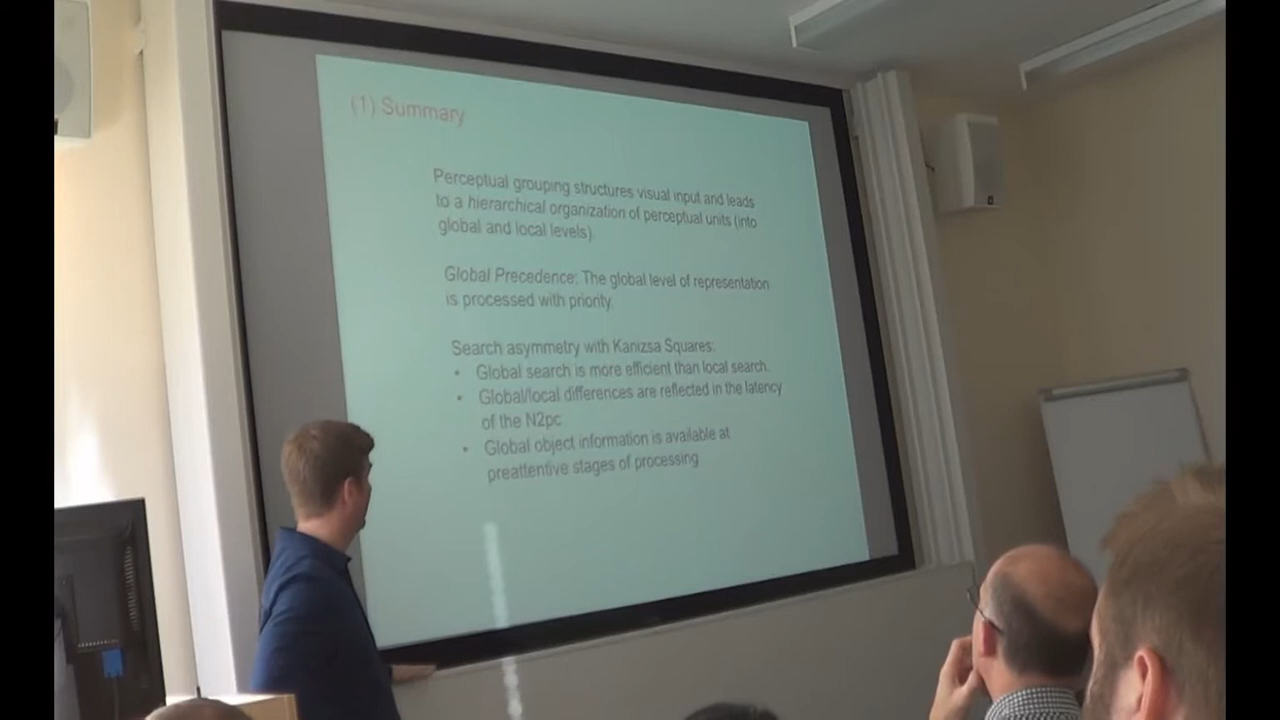 (1) Summary
Perceptual grouping structures visual input and leads
to a hierarchical organization of perceptual units (into
global and local levels).
Global Precedence: The global level of representation
is processed with priority.
Search asymmetry with Kanizsa Squares:
• Global search is more efficient than local search.
• Global/local differences are reflected in the latency
of the N2pc
• Global object information is available at
preattentive stages of processing